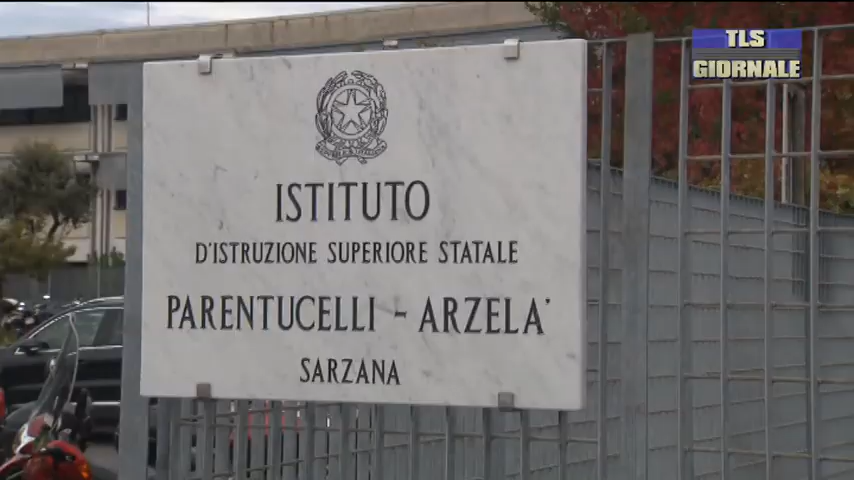 TLS
GIORNALE
ISTITUTO
D'ISTRUZIONE SUPERIORE STATALE
PARENTUCELLI - ARZELA'
SARZANA